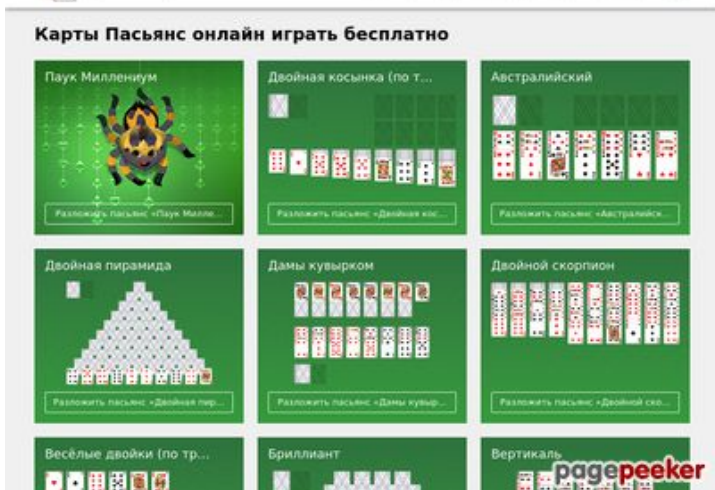 Карты Пасьянс онлайн играть бесплатно
Паук Миллениум
Двойная косынка (по т...
Австралийский
Разложить пасьянс «Паук Милле...
Разложить пасьянс «Двойная кос...
Разложить пасьянс «Австралийск...
Двойная пирамида
Дамы кувырком
Двойной скорпион
Разложить пасьянс «Двойная пир...
Разложить пасьянс «Дамы кувыр...
Разложить пасьянс «Двойной ско...
Весёлые двойки (по тр...
Бриллиант
Вертикаль
pagepeeker